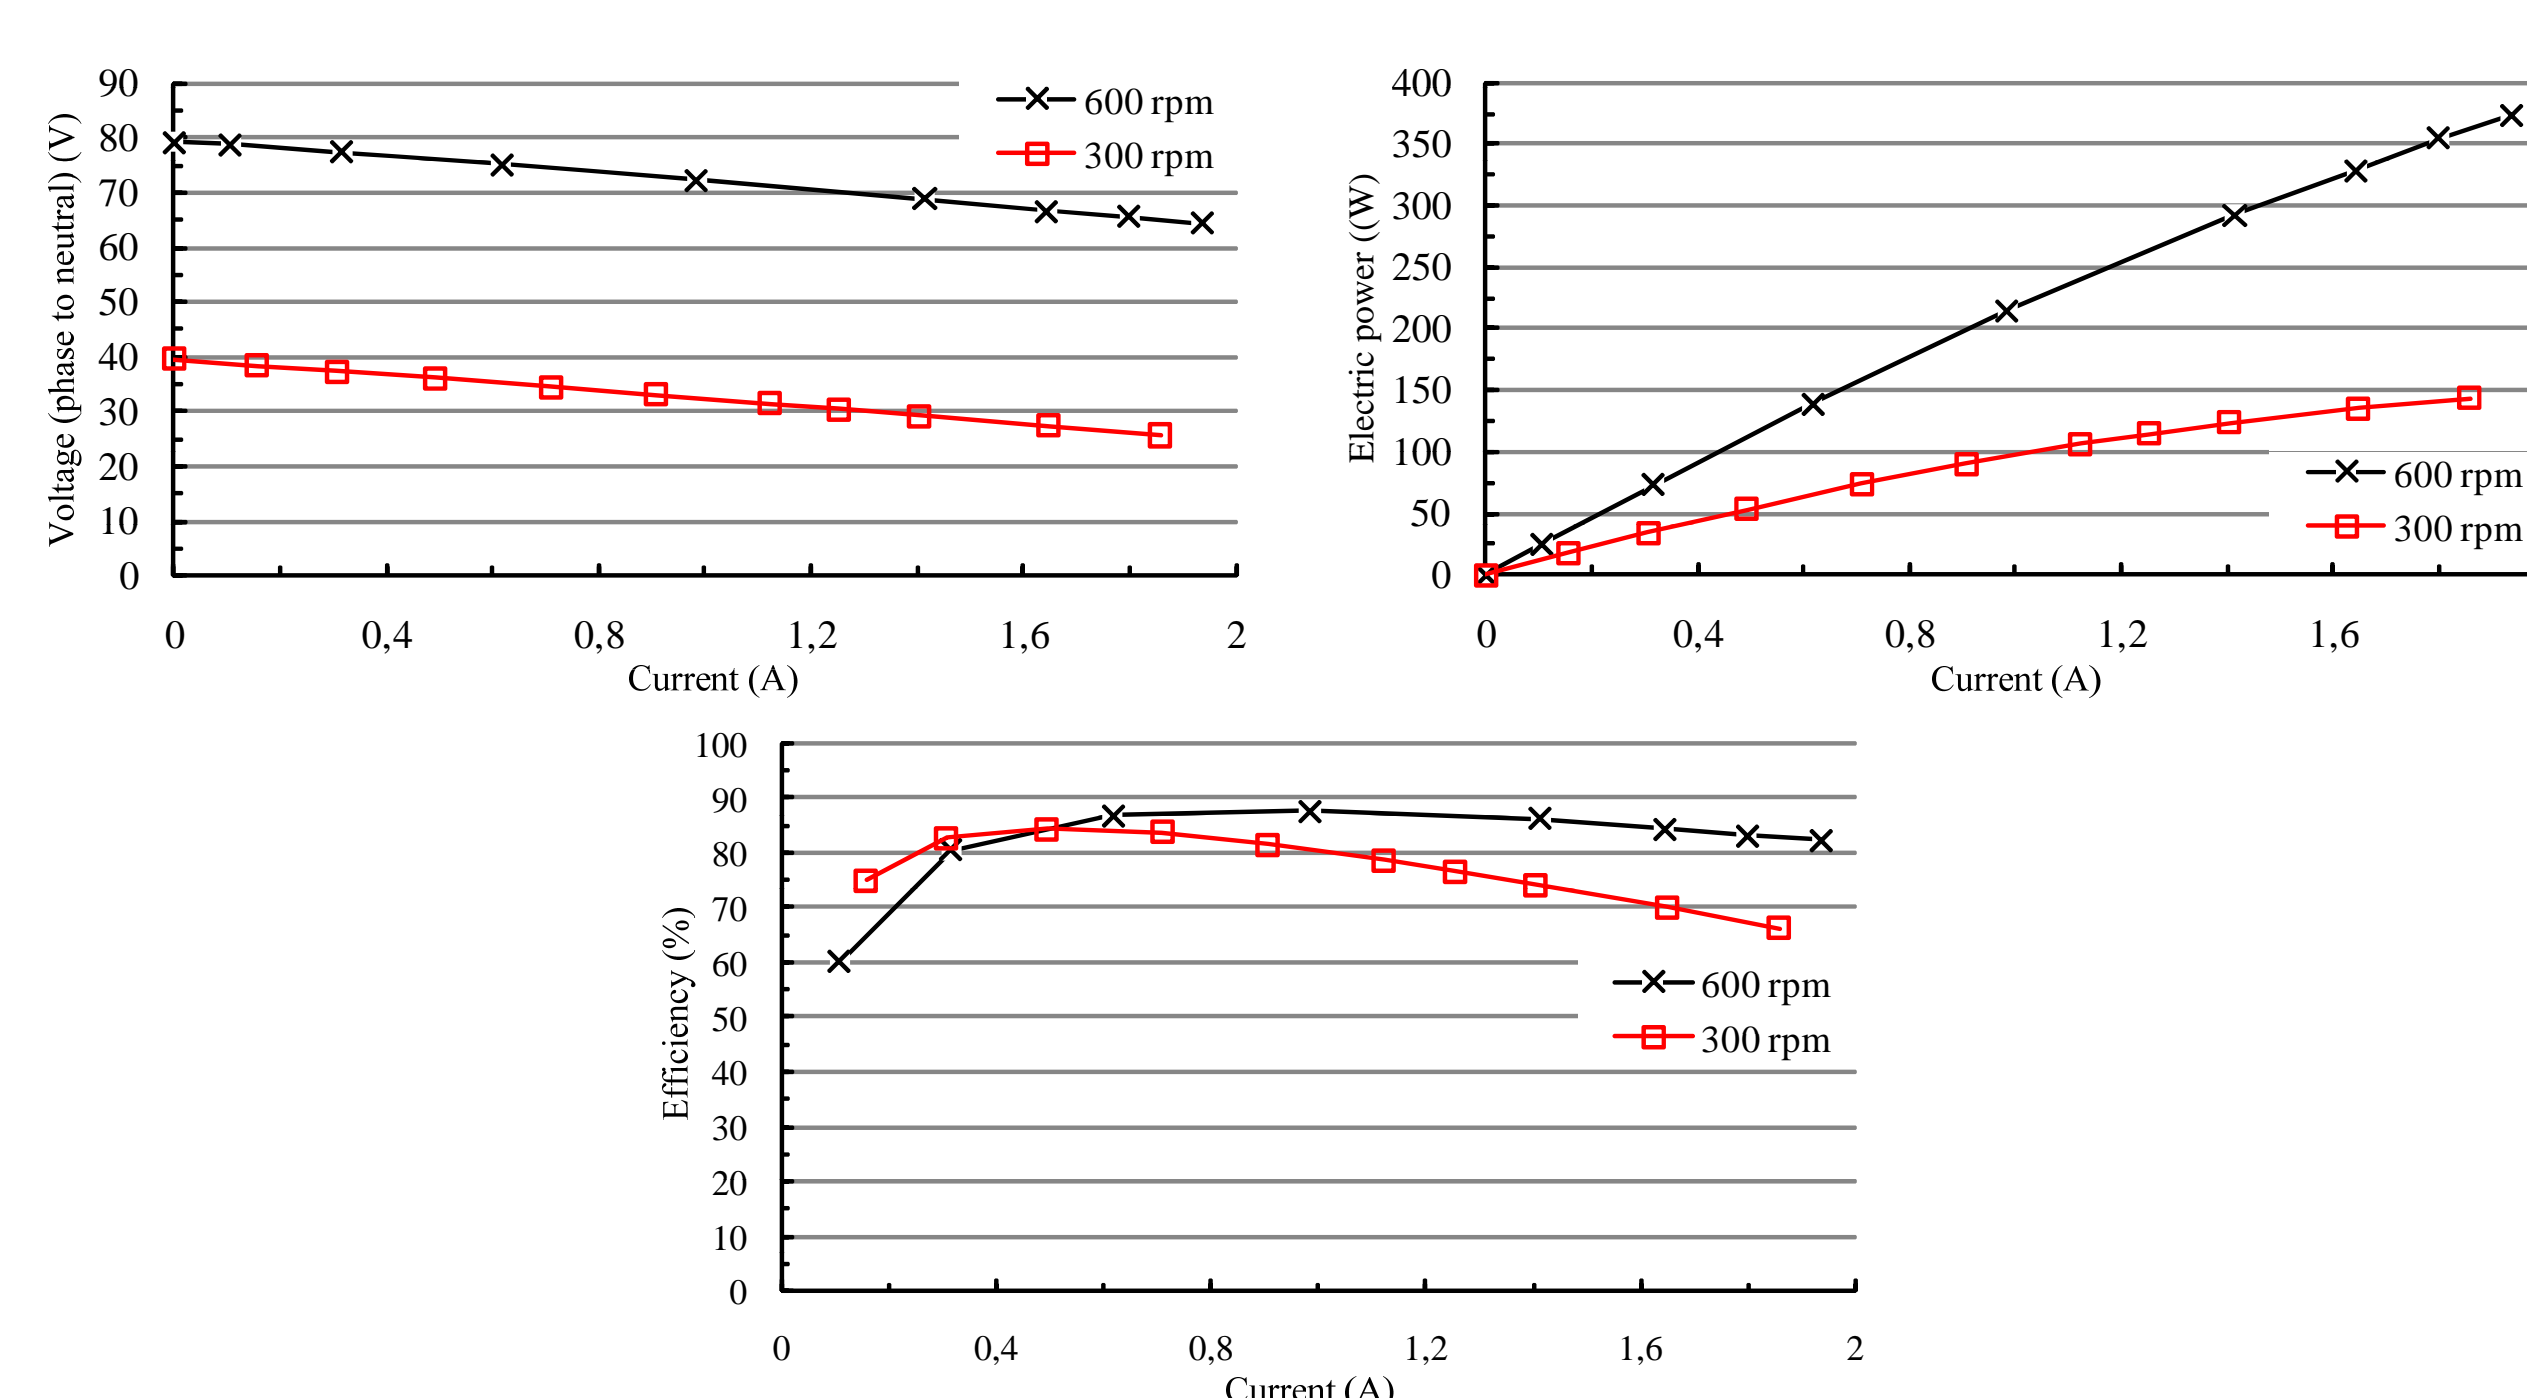 90
80
70
60
50
40
30
20
10
0
Voltage (phase to neutral) (V)
600 rpm
300 rpm
0 0,4 0,8 1,2 1,6 2
Current (A)
400
350
300
250
200
150
100
50
0
Electric power ((W)
600 rpm
300 rpm
0 0,4 0,8 1,2 1,6
Current (A)
100
90
80
70
60
50
40
30
20
10
0
Efficiency (%)
600 rpm
300 rpm
0 0,4 0,8 1,2 1,6 2
Current (A)